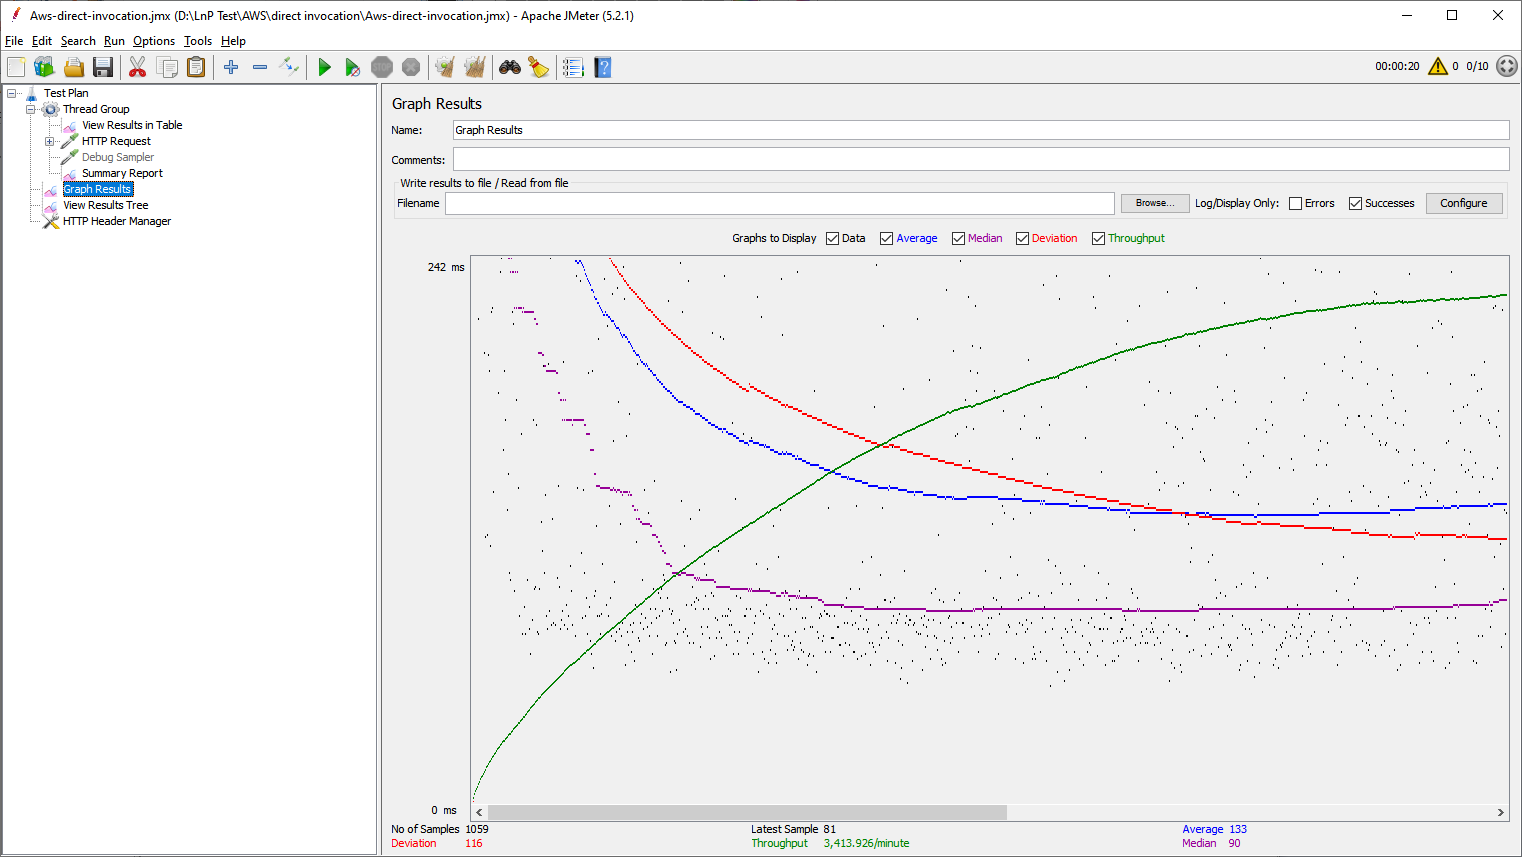 Aws-direct-invocation.jmx (D:\LnP Test\AWS\direct invocation\Aws-direct-invocation.jmx) - Apache JMeter (5.2.1)
File Edit Search Run Options Tools Help
00:00:20 0 0/10
Test Plan
Thread Group
View Results in Table
HTTP Request
Debug Sampler
Summary Report
Graph Results
View Results Tree
HTTP Header Manager
Graph Results
Name: Graph Results
Comments:
Write results to file / Read from file
Filename Browse... Log/Display Only: Errors Successes Configure
Graphs to Display Data Average Median Deviation Throughput
242 ms
0 ms
No of Samples 1059 Latest Sample 81 Average 133
Deviation 116 Throughput 3,413.926/minute Median 90